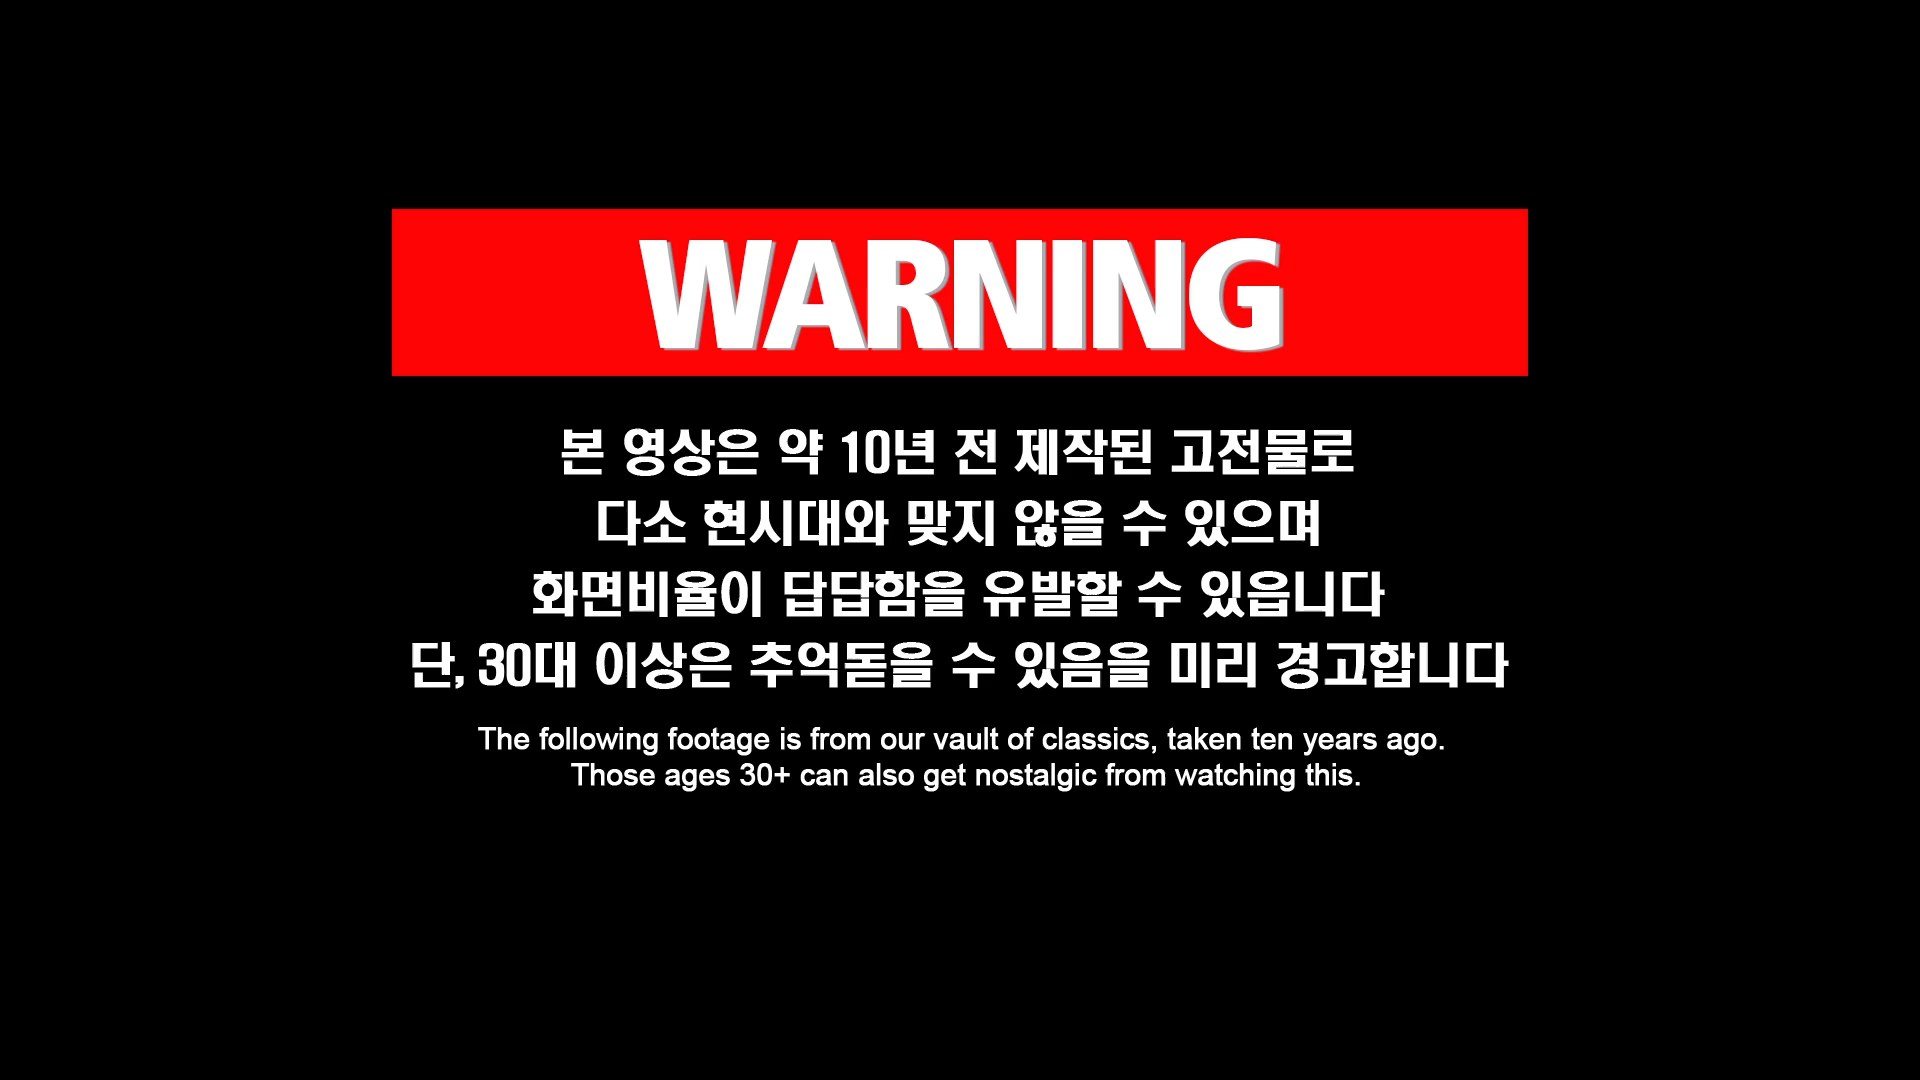 WARNING
본 영상은 약 10년 전 제작된 고전물로
다소 현시대와 맞지 않을 수 있으며
화면비율이 답답함을 유발할 수 있읍니다
단, 30대 이상은 추억돋을 수 있음을 미리 경고합니다
The following footage is from our vault of classics, taken ten years ago.
Those ages 30+ can also get nostalgic from watching this.